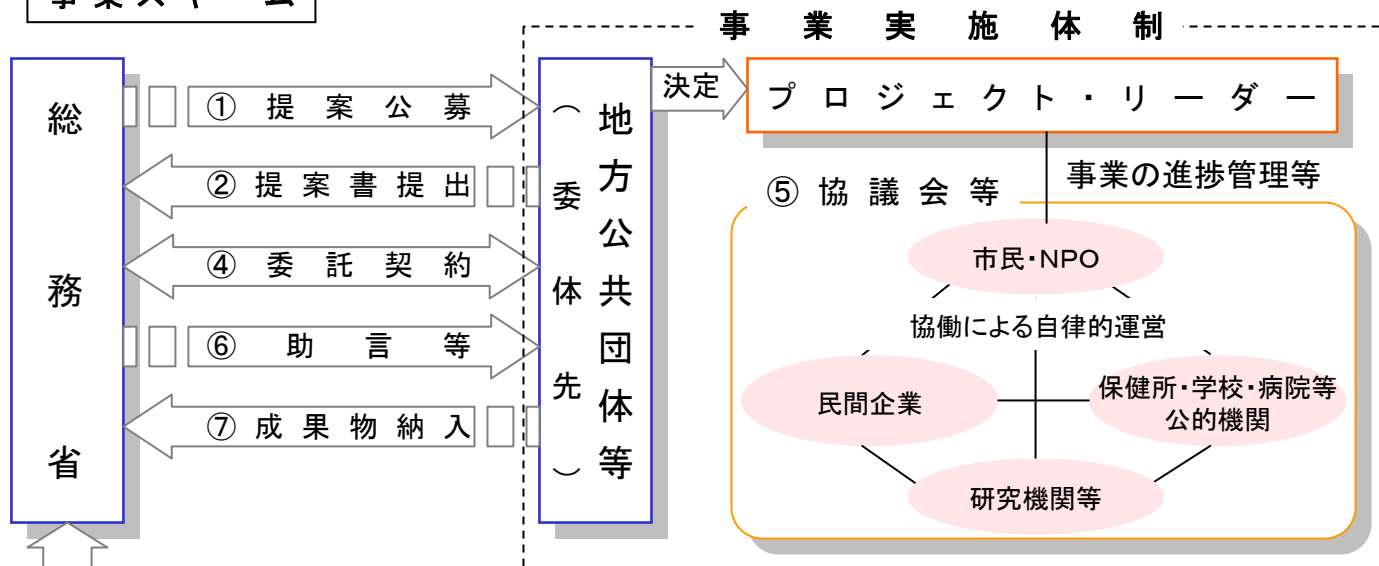 事業スキーム
事業実施体制
総務省
① 提案公募
② 提案書提出
④ 委託契約
⑥ 助言等
⑦ 成果物納入
地方公共団体等
（委体先）
決定
プロジェクト・リーダー
事業の進捗管理等
⑤ 協議会等
市民・NPO
協働による自律的運営
民間企業
保健所・学校・病院等
公的機関
研究機関等